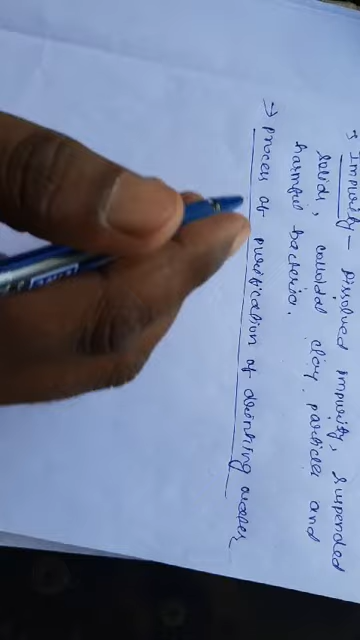 → Impurity - Dissolved impurity, suspended
solids, colloidal clay particles and
harmful bacteria.
→ Process of purification of drinking water